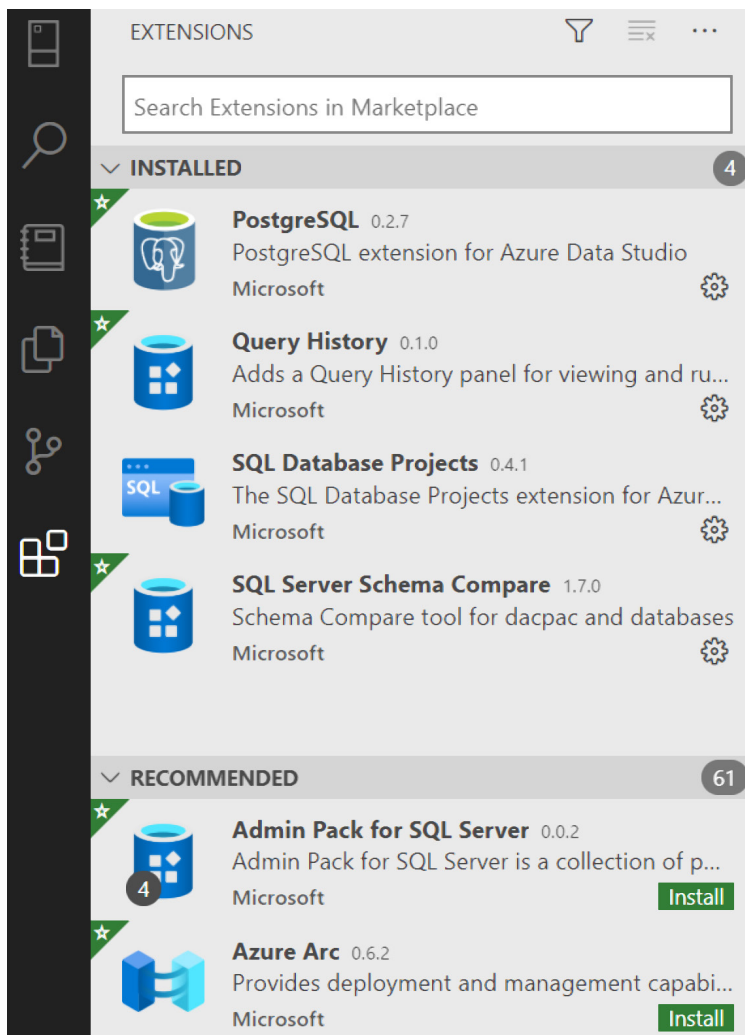 EXTENSIONS
Search Extensions in Marketplace
INSTALLED 4
PostgreSQL 0.2.7
PostgreSQL extension for Azure Data Studio
Microsoft
Query History 0.1.0
Adds a Query History panel for viewing and ru...
Microsoft
SQL
SQL Database Projects 0.4.1
The SQL Database Projects extension for Azur...
Microsoft
SQL Server Schema Compare 1.7.0
Schema Compare tool for dacpac and databases
Microsoft
RECOMMENDED 61
Admin Pack for SQL Server 0.0.2
Admin Pack for SQL Server is a collection of p...
4
Microsoft Install
Azure Arc 0.6.2
Provides deployment and management capabi...
Microsoft Install